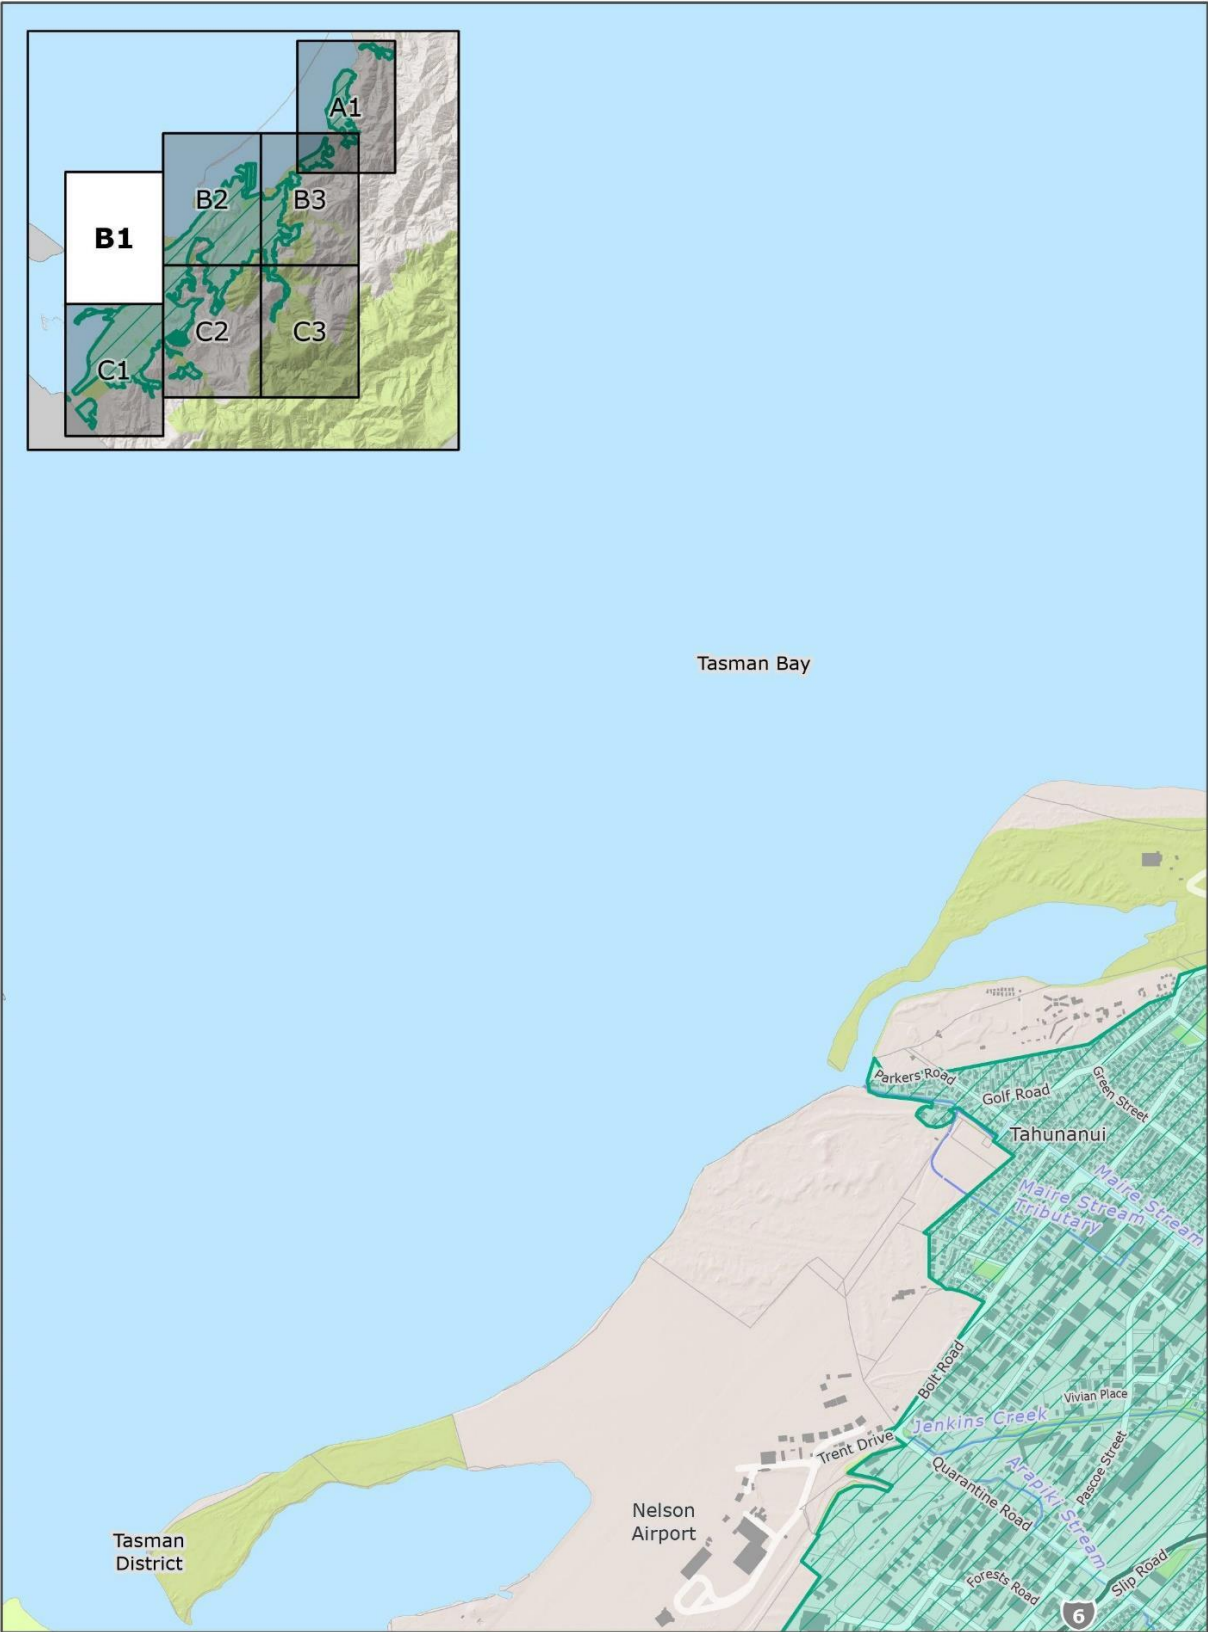 A1
B2
B3
B1
C2
C3
C1
Tasman Bay
Parkers Road
Golf Road
Green Street
Tahunanui
Maire Stream
Maire Stream
Tributary
Bolt Road
Vivian Place
Jenkins Creek
Trent Drive
Quarantine Road
Pascoe Street
Arapiki Stream
Nelson
Airport
Tasman
District
Forests Road
Slip Road
6